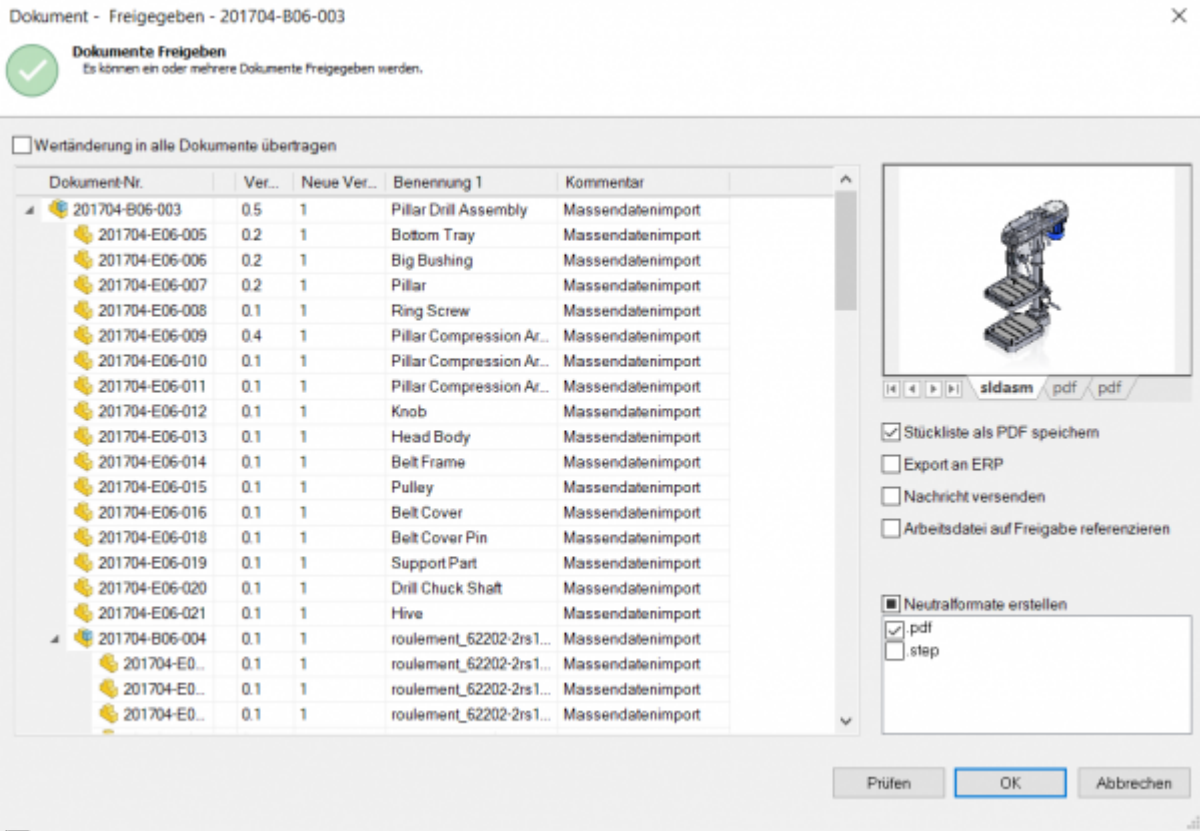 Dokument - Freigegeben - 201704-B06-003
Dokumente Freigeben
Es können ein oder mehrere Dokumente Freigegeben werden.
Wertänderung in alle Dokumente übertragen
Dokument-Nr. Ver... Neue Ver... Benennung 1 Kommentar
201704-B06-003 0.5 1 Pillar Drill Assembly Massendatenimport
201704-E06-005 0.2 1 Bottom Tray Massendatenimport
201704-E06-006 0.2 1 Big Bushing Massendatenimport
201704-E06-007 0.2 1 Pillar Massendatenimport
201704-E06-008 0.1 1 Ring Screw Massendatenimport
201704-E06-009 0.4 1 Pillar Compression Ar... Massendatenimport
201704-E06-010 0.1 1 Pillar Compression Ar... Massendatenimport
201704-E06-011 0.1 1 Pillar Compression Ar... Massendatenimport
201704-E06-012 0.1 1 Knob Massendatenimport
201704-E06-013 0.1 1 Head Body Massendatenimport
201704-E06-014 0.1 1 Belt Frame Massendatenimport
201704-E06-015 0.1 1 Pulley Massendatenimport
201704-E06-016 0.1 1 Belt Cover Massendatenimport
201704-E06-018 0.1 1 Belt Cover Pin Massendatenimport
201704-E06-019 0.1 1 Support Part Massendatenimport
201704-E06-020 0.1 1 Drill Chuck Shaft Massendatenimport
201704-E06-021 0.1 1 Hive Massendatenimport
201704-B06-004 0.1 1 roulement_62202-2rs1... Massendatenimport
201704-E0... 0.1 1 roulement_62202-2rs1... Massendatenimport
201704-E0... 0.1 1 roulement_62202-2rs1... Massendatenimport
201704-E0... 0.1 1 roulement_62202-2rs1... Massendatenimport
sldasm pdf pdf
Stückliste als PDF speichern
Export an ERP
Nachricht versenden
Arbeitsdatei auf Freigabe referenzieren
Neutralformate erstellen
.pdf
.step
Prüfen OK Abbrechen